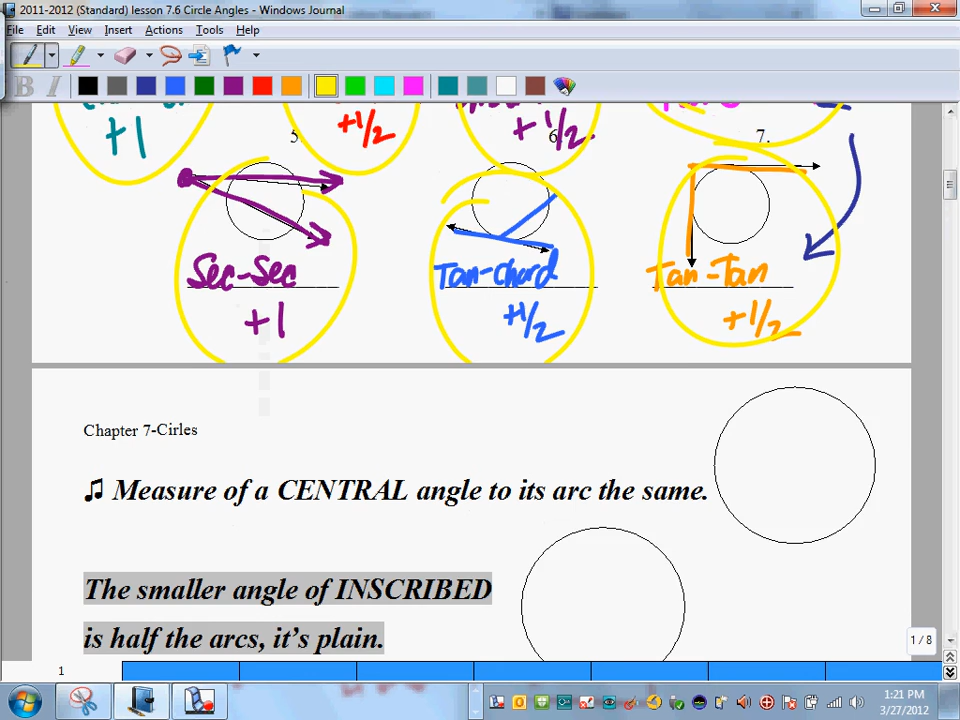 2011-2012 (Standard) lesson 7.6 Circle Angles - Windows Journal
File Edit View Insert Actions Tools Help
B I
+1 +1/2 +1/2
5 6 7.
Sec-Sec Tan-chord Tan-Tan
+1 +1/2 +1/2
Chapter 7-Cirles
♫ Measure of a CENTRAL angle to its arc the same.
The smaller angle of INSCRIBED
is half the arcs, it's plain.
1 / 8
1
1:21 PM
3/27/2012